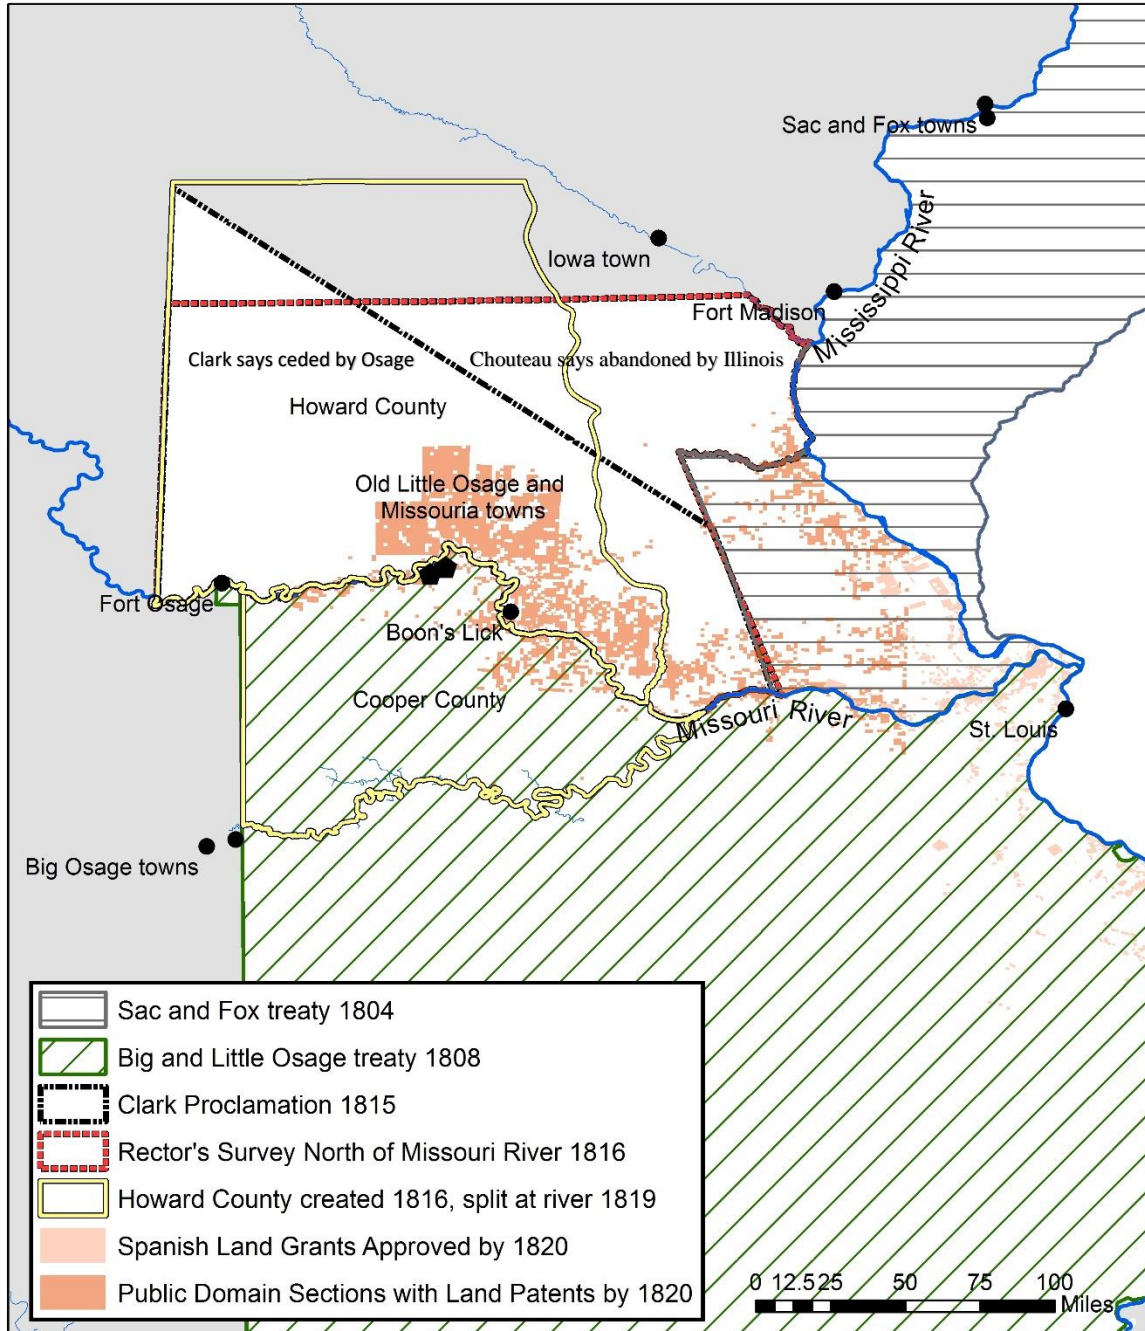 Sac and Fox towns
Mississippi River
Iowa town
Fort Madison
Clark says ceded by Osage
Chouteau says abandoned by Illinois
Howard County
Old Little Osage and
Missouria towns
Fort Osage
Boon's Lick
Cooper County
Missouri River
St. Louis
Big Osage towns
Sac and Fox treaty 1804
Big and Little Osage treaty 1808
Clark Proclamation 1815
Rector's Survey North of Missouri River 1816
Howard County created 1816, split at river 1819
Spanish Land Grants Approved by 1820
Public Domain Sections with Land Patents by 1820
0 12.5 25 50 75 100
Miles